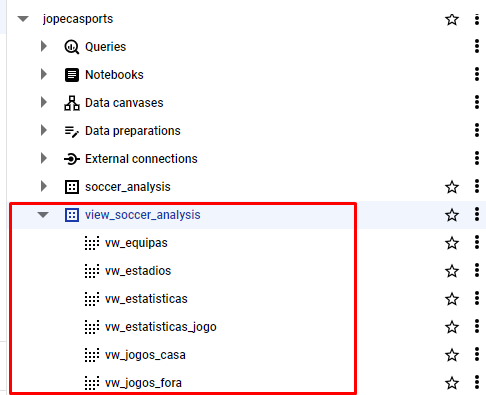 jopecasports
Queries
Notebooks
Data canvases
Data preparations
External connections
soccer_analysis
view_soccer_analysis
vw_equipas
vw_estadios
vw_estatisticas
vw_estatisticas_jogo
vw_jogos_casa
vw_jogos_fora